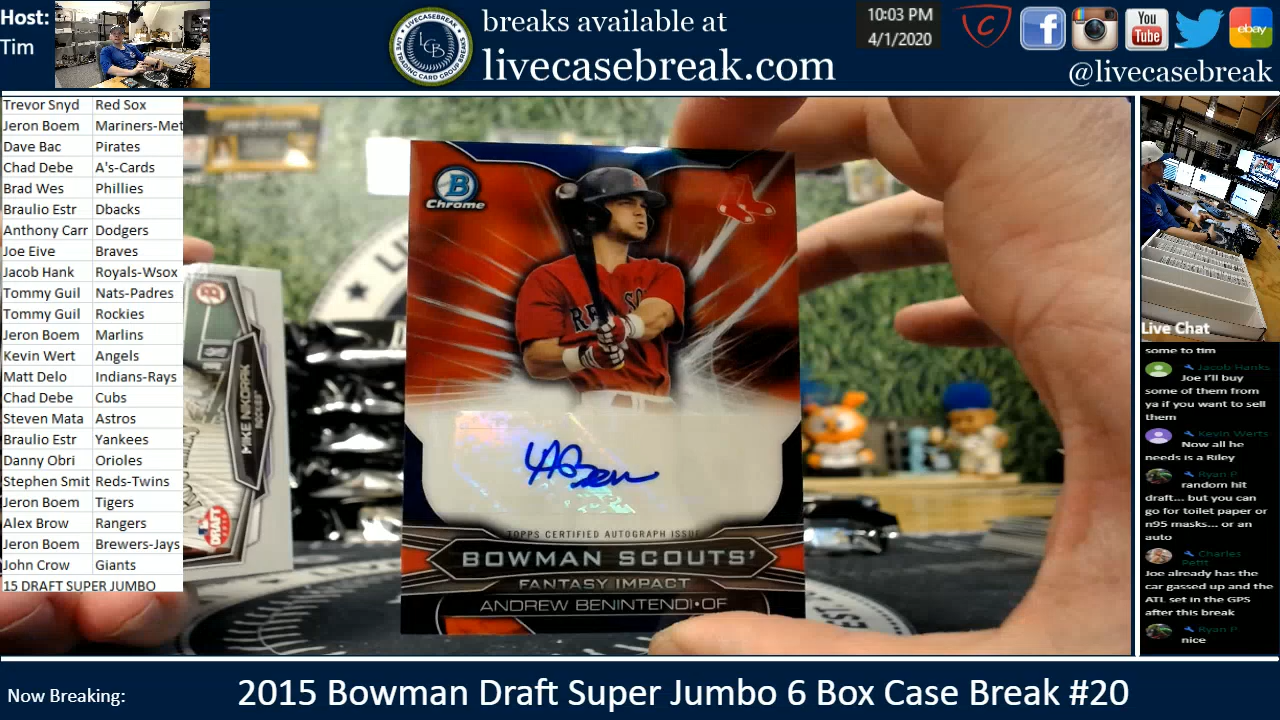 Host:
Tim
breaks available at
livecasebreak.com
10:03 PM
4/1/2020
You
Tube
ebay
@livecasebreak
LCB
Trevor Snyd Red Sox
Jeron Boem Mariners-Met
Dave Bac Pirates
Chad Debe A's-Cards
Brad Wes Phillies
Braulio Estr Dbacks
Anthony Carr Dodgers
Joe Eive Braves
Jacob Hank Royals-Wsox
Tommy Guil Nats-Padres
Tommy Guil Rockies
Jeron Boem Marlins
Kevin Wert Angels
Matt Delo Indians-Rays
Chad Debe Cubs
Steven Mata Astros
Braulio Estr Yankees
Danny Obri Orioles
Stephen Smit Reds-Twins
Jeron Boem Tigers
Alex Brow Rangers
Jeron Boem Brewers-Jays
John Crow Giants
15 DRAFT SUPER JUMBO
MIKE NIKORAK
ROCKIES
DRAFT
B
Chrome
TOPPS CERTIFIED AUTOGRAPH ISSUE
BOWMAN SCOUTS'
FANTASY IMPACT
ANDREW BENINTENDI•OF
Live Chat
some to tim
Jacob Hanks
Joe I'll buy
some of them from
ya if you want to sell
them
Kevin Werts
Now all he
needs is a Riley
Ryan P
random hit
draft... but you can
go for toilet paper or
n95 masks... or an
auto
Charles
Pettit
Joe already has the
car gassed up and the
ATL set in the GPS
after this break
Ryan P
nice
Now Breaking:
2015 Bowman Draft Super Jumbo 6 Box Case Break #20